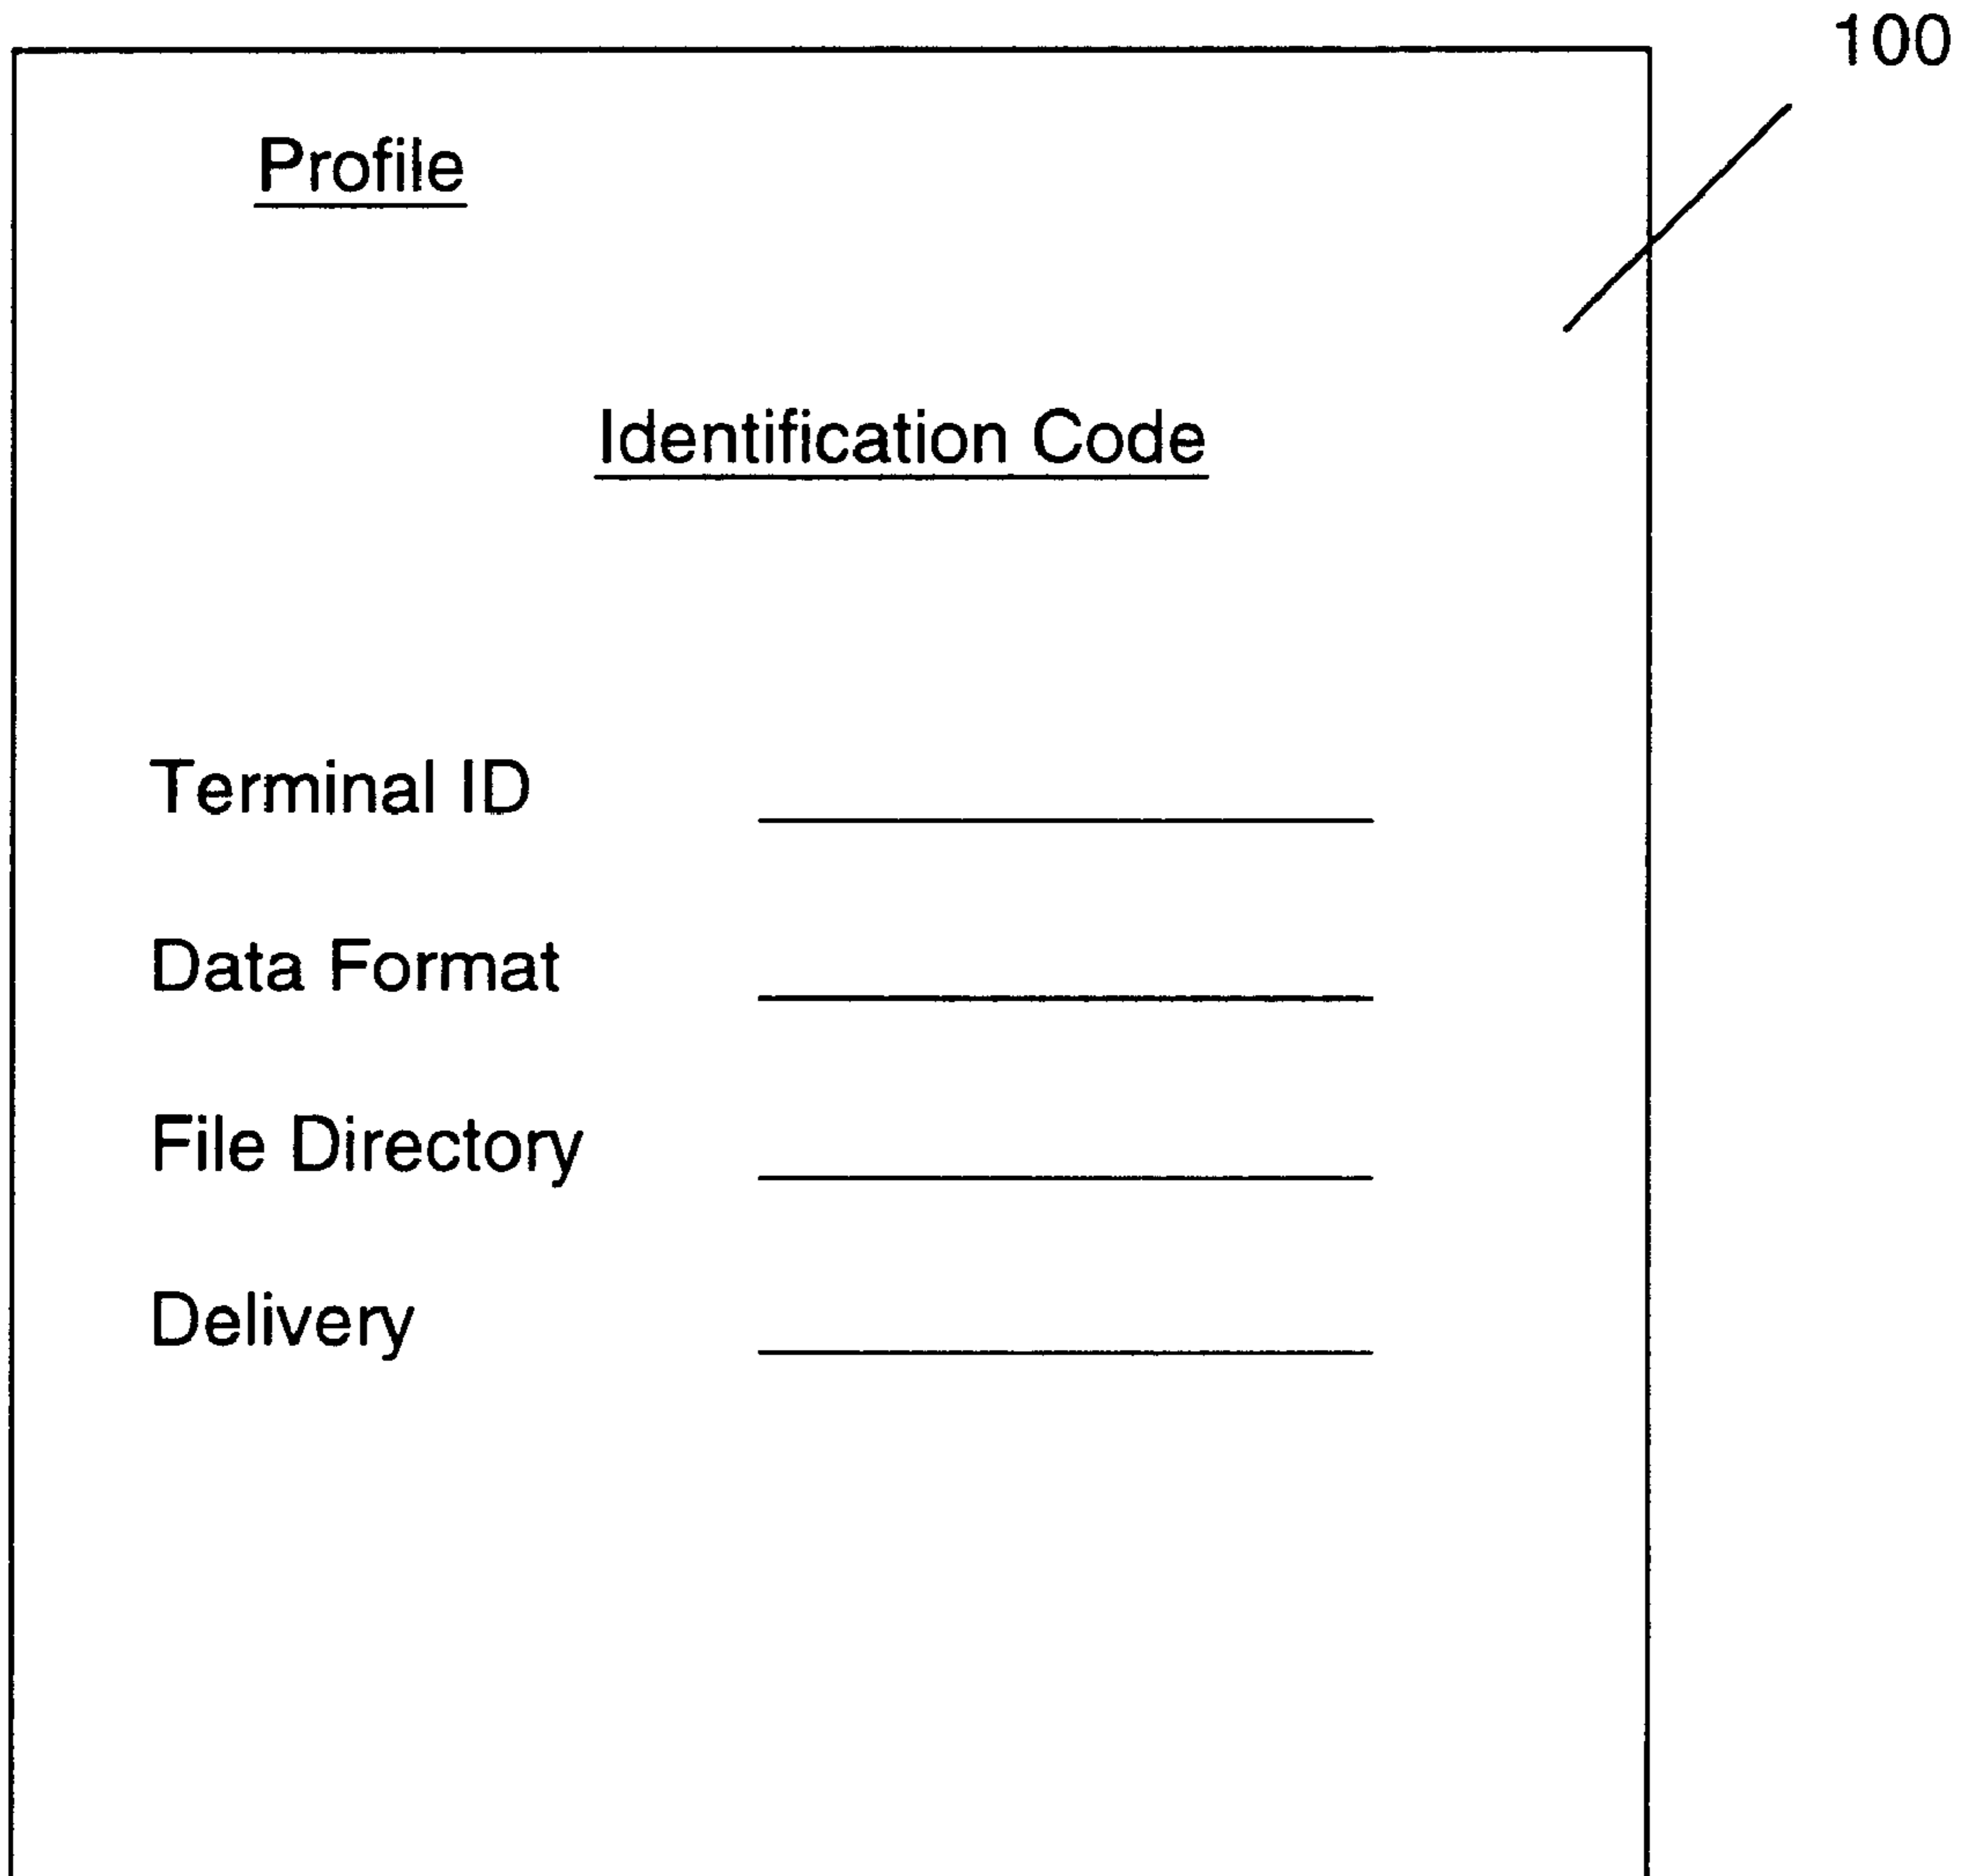 100
Profile
Identification Code
Terminal ID
Data Format
File Directory
Delivery